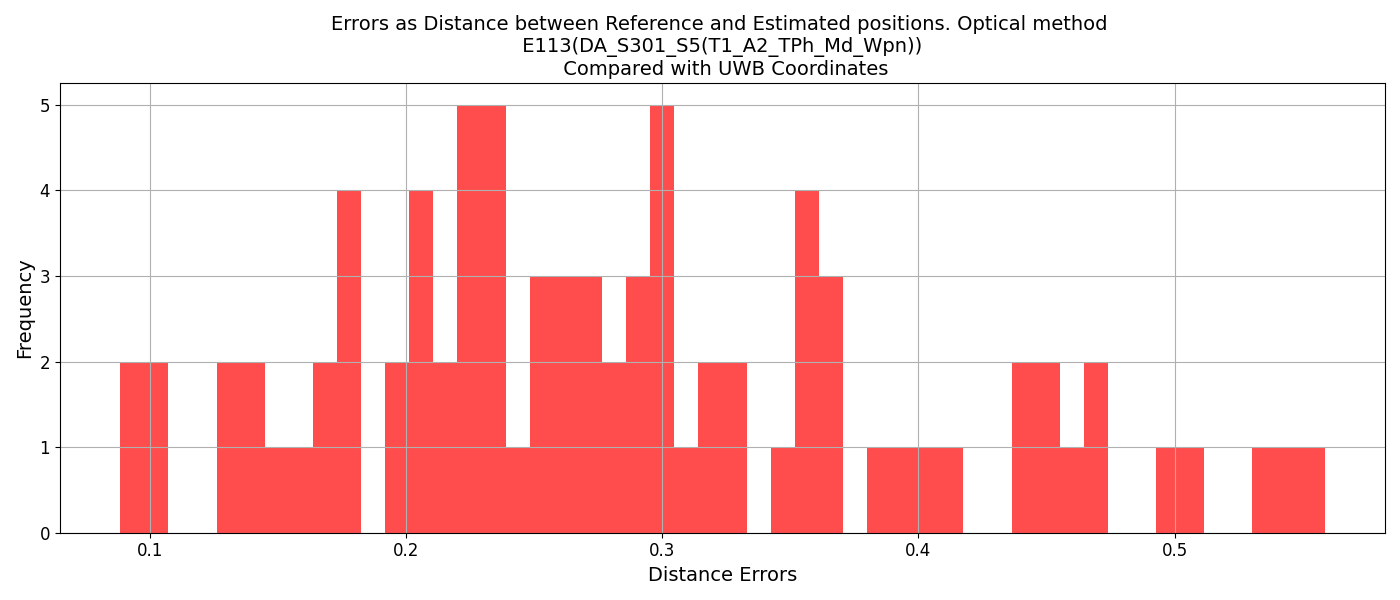 Errors as Distance between Reference and Estimated positions. Optical method
E113(DA_S301_S5(T1_A2_TPh_Md_Wpn))
Compared with UWB Coordinates
Frequency
5
4
3
2
1
0
0.1 0.2 0.3 0.4 0.5
Distance Errors